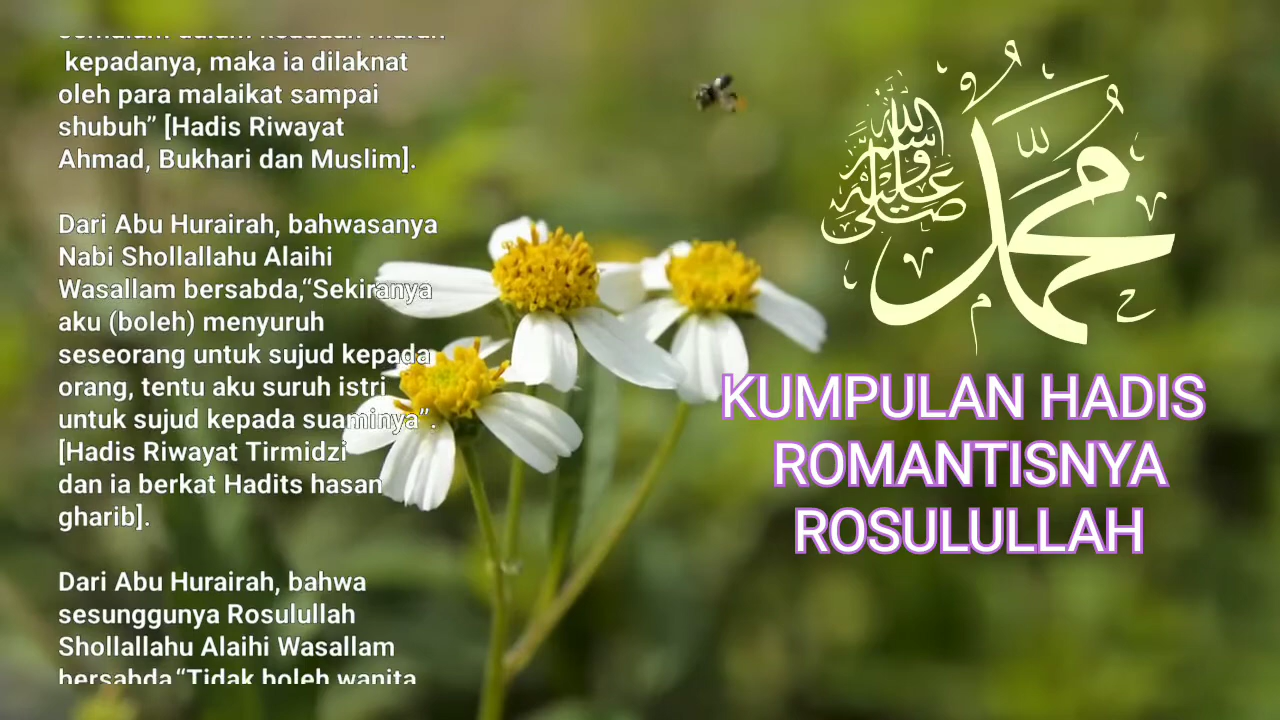 kepadanya, maka ia dilaknat
oleh para malaikat sampai
shubuh” [Hadis Riwayat
Ahmad, Bukhari dan Muslim].
Dari Abu Hurairah, bahwasanya
Nabi Shollallahu Alaihi
Wasallam bersabda,“Sekiranya
aku (boleh) menyuruh
seseorang untuk sujud kepada
orang, tentu aku suruh istri
untuk sujud kepada suaminya”.
[Hadis Riwayat Tirmidzi
dan ia berkat Hadits hasan
gharib].
Dari Abu Hurairah, bahwa
sesunggunya Rosulullah
Shollallahu Alaihi Wasallam
bersabda,“Tidak boleh wanita
محمد
صلى الله عليه وسلم
KUMPULAN HADIS
ROMANTISNYA
ROSULULLAH